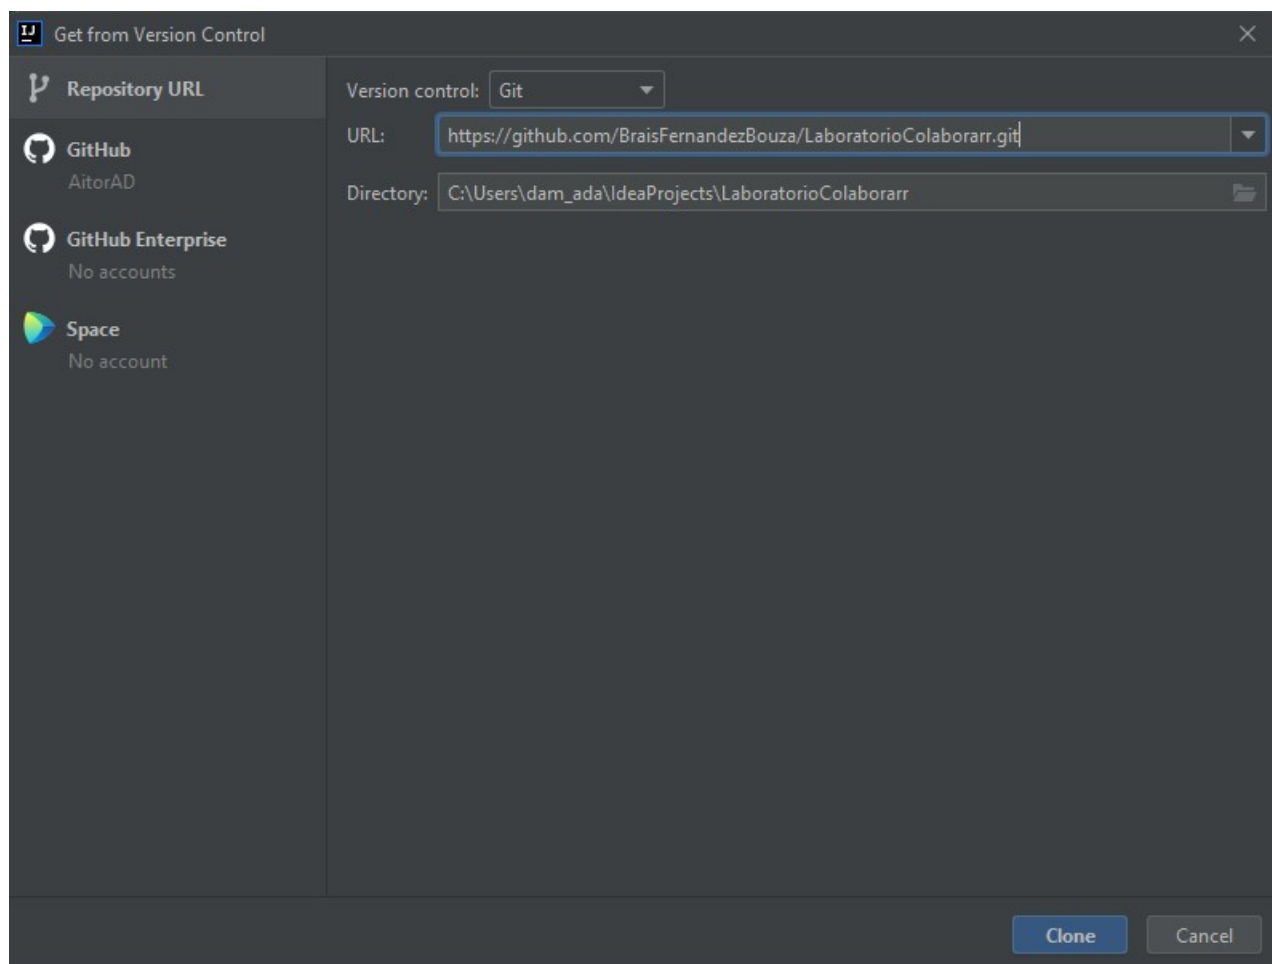 IJ Get from Version Control
Repository URL
GitHub
AitorAD
GitHub Enterprise
No accounts
Space
No account
Version control: Git
URL: https://github.com/BraisFernandezBouza/LaboratorioColaborarr.git
Directory: C:\Users\dam_ada\IdeaProjects\LaboratorioColaborarr
Clone Cancel